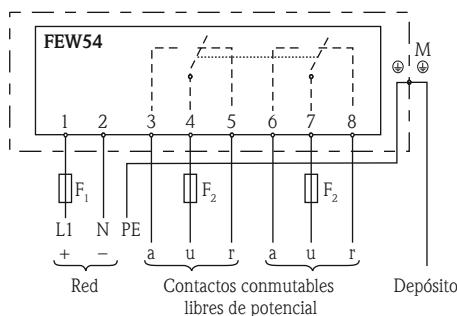 FEW54
M
1 2 3 4 5 6 7 8
F1 F2 F2
L1 N PE
+ − a u r a u r
Red Contactos conmutables Depósito
libres de potencial